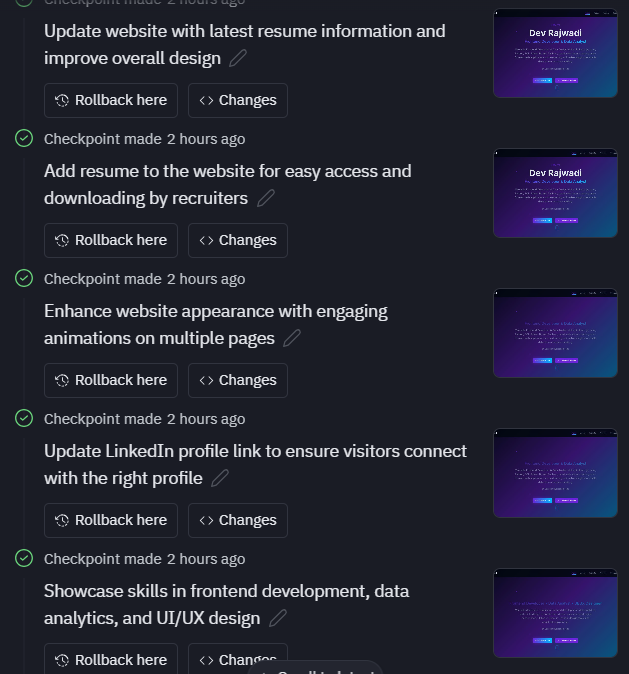 Checkpoint made 2 hours ago
Update website with latest resume information and
improve overall design
Rollback here
Changes
Dev Rajwadi
Checkpoint made 2 hours ago
Add resume to the website for easy access and
downloading by recruiters
Rollback here
Changes
Dev Rajwadi
Checkpoint made 2 hours ago
Enhance website appearance with engaging
animations on multiple pages
Rollback here
Changes
Checkpoint made 2 hours ago
Update LinkedIn profile link to ensure visitors connect
with the right profile
Rollback here
Changes
Checkpoint made 2 hours ago
Showcase skills in frontend development, data
analytics, and UI/UX design
Rollback here
Changes